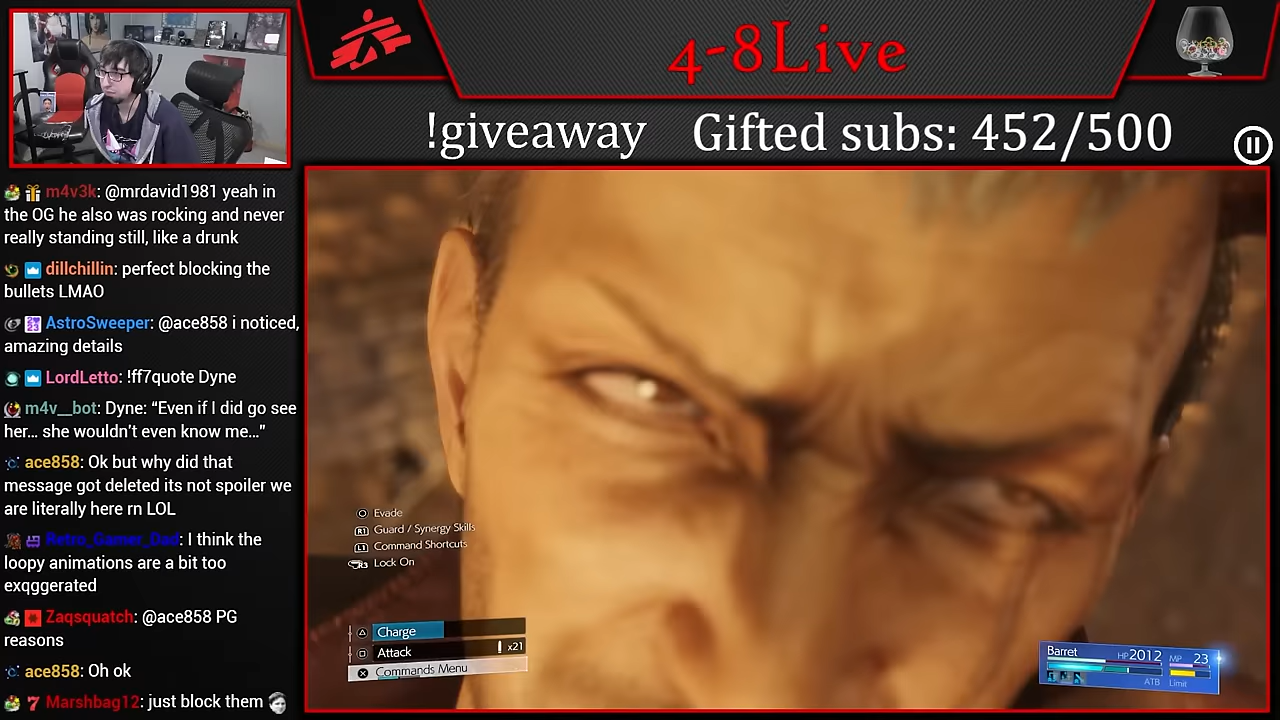 4-8Live
!giveaway Gifted subs: 452/500
m4v3k: @mrdavid1981 yeah in
the OG he also was rocking and never
really standing still, like a drunk
dillchillin: perfect blocking the
bullets LMAO
AstroSweeper: @ace858 i noticed,
amazing details
LordLetto: !ff7quote Dyne
m4v__bot: Dyne: “Even if I did go see
her… she wouldn’t even know me…”
ace858: Ok but why did that
message got deleted its not spoiler we
are literally here rn LOL
Retro_Gamer_Dad: I think the
loopy animations are a bit too
exqggerated
Zaqsquatch: @ace858 PG
reasons
ace858: Oh ok
7 Marshbag12: just block them
Evade
R1 Guard / Synergy Skills
L1 Command Shortcuts
R3 Lock On
Charge
Attack x21
Commands Menu
Barret HP 2012 MP 23
ATB Limit